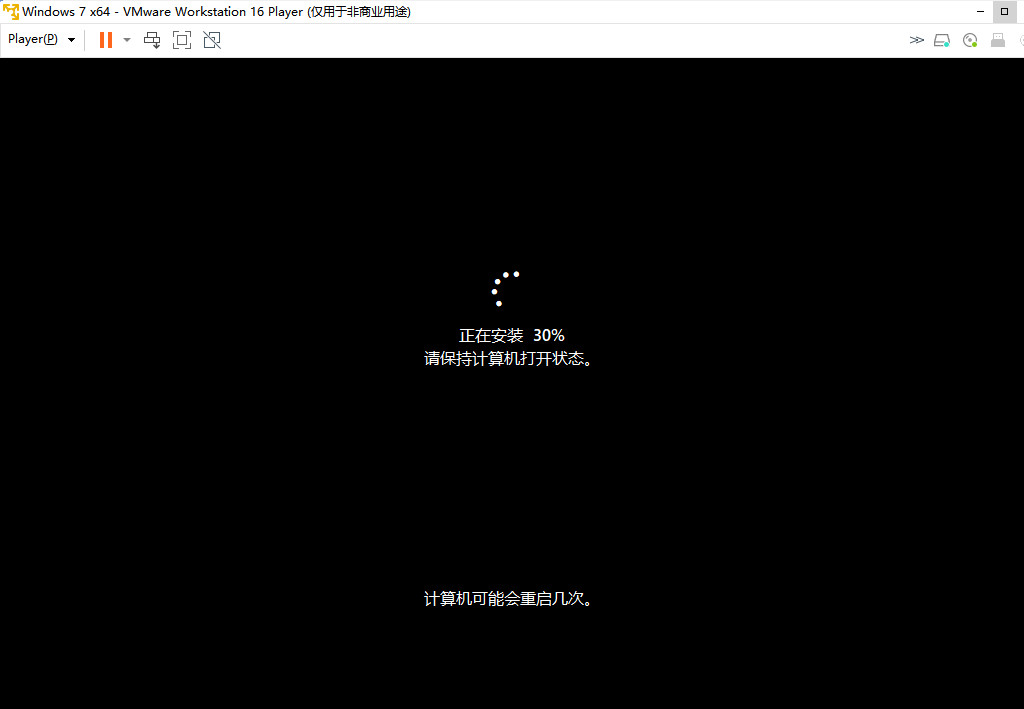 Windows 7 x64 - VMware Workstation 16 Player (仅用于非商业用途)
Player(P)
正在安装 30%
请保持计算机打开状态。
计算机可能会重启几次。